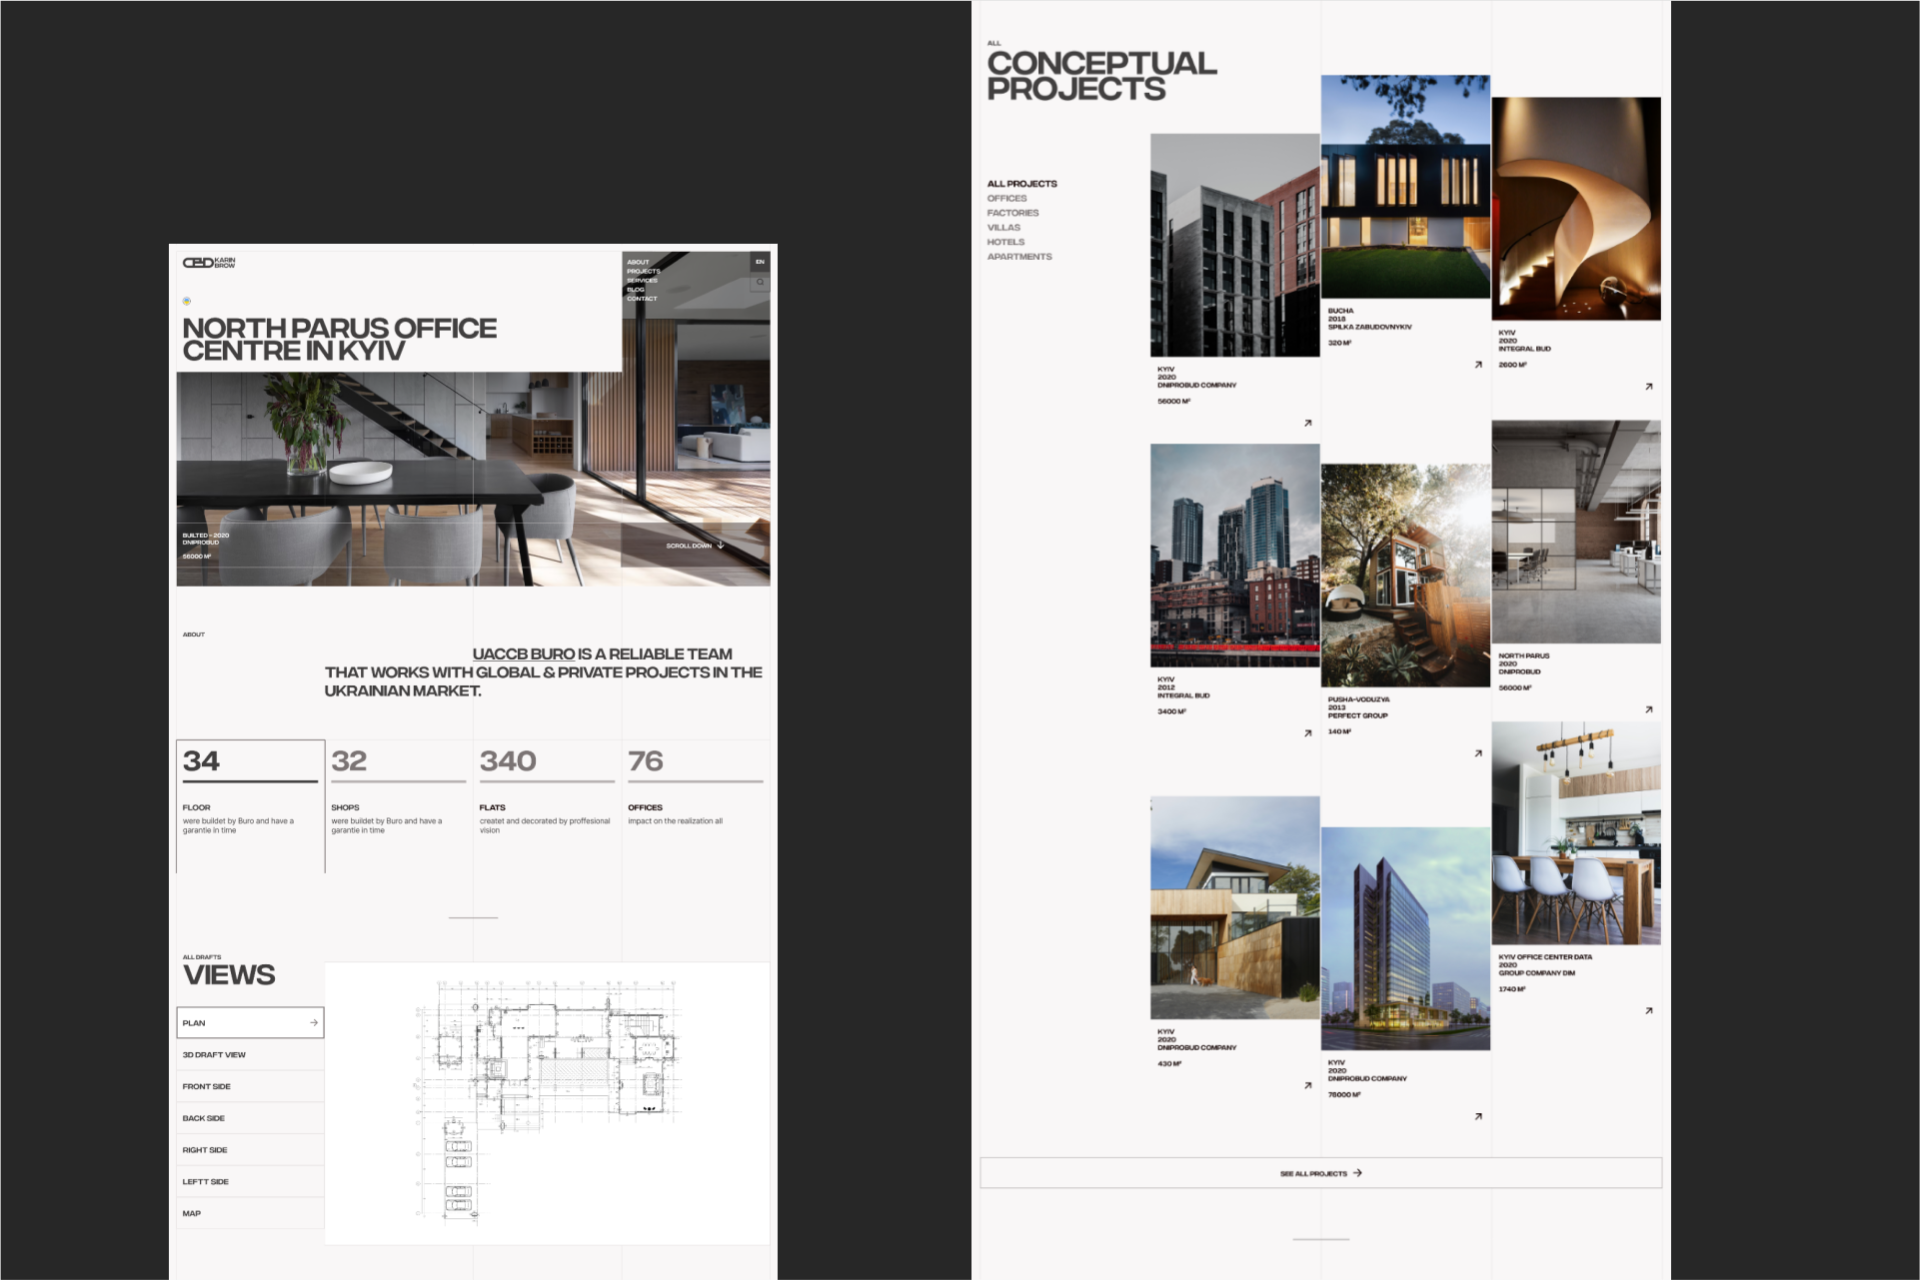 CBD KARIN
BROW
ABOUT
PROJECTS
SERVICES
BLOG
CONTACT
EN
NORTH PARUS OFFICE
CENTRE IN KYIV
BUILTED - 2020
DNIPROBUD
56000 M²
SCROLL DOWN
ABOUT
UACCB BURO IS A RELIABLE TEAM
THAT WORKS WITH GLOBAL & PRIVATE PROJECTS IN THE
UKRAINIAN MARKET.
34
FLOOR
were buildet by Buro and have a
garantie in time
32
SHOPS
were buildet by Buro and have a
garantie in time
340
FLATS
createt and decorated by proffesional
vision
76
OFFICES
impact on the realization all
ALL DRAFTS
VIEWS
PLAN
3D DRAFT VIEW
FRONT SIDE
BACK SIDE
RIGHT SIDE
LEFTT SIDE
MAP
ALL
CONCEPTUAL
PROJECTS
ALL PROJECTS
OFFICES
FACTORIES
VILLAS
HOTELS
APARTMENTS
KYIV
2020
DNIPROBUD COMPANY
56000 M²
BUCHA
2018
SPILKA ZABUDOVNYKIV
320 M²
KYIV
2020
INTEGRAL BUD
2600 M²
KYIV
2012
INTEGRAL BUD
3400 M²
PUSHA-VODUZYA
2013
PERFECT GROUP
140 M²
NORTH PARUS
2020
DNIPROBUD
56000 M²
KYIV
2020
DNIPROBUD COMPANY
430 M²
KYIV
2020
DNIPROBUD COMPANY
76000 M²
KYIV OFFICE CENTER DATA
2020
GROUP COMPANY DIM
1740 M²
SEE ALL PROJECTS